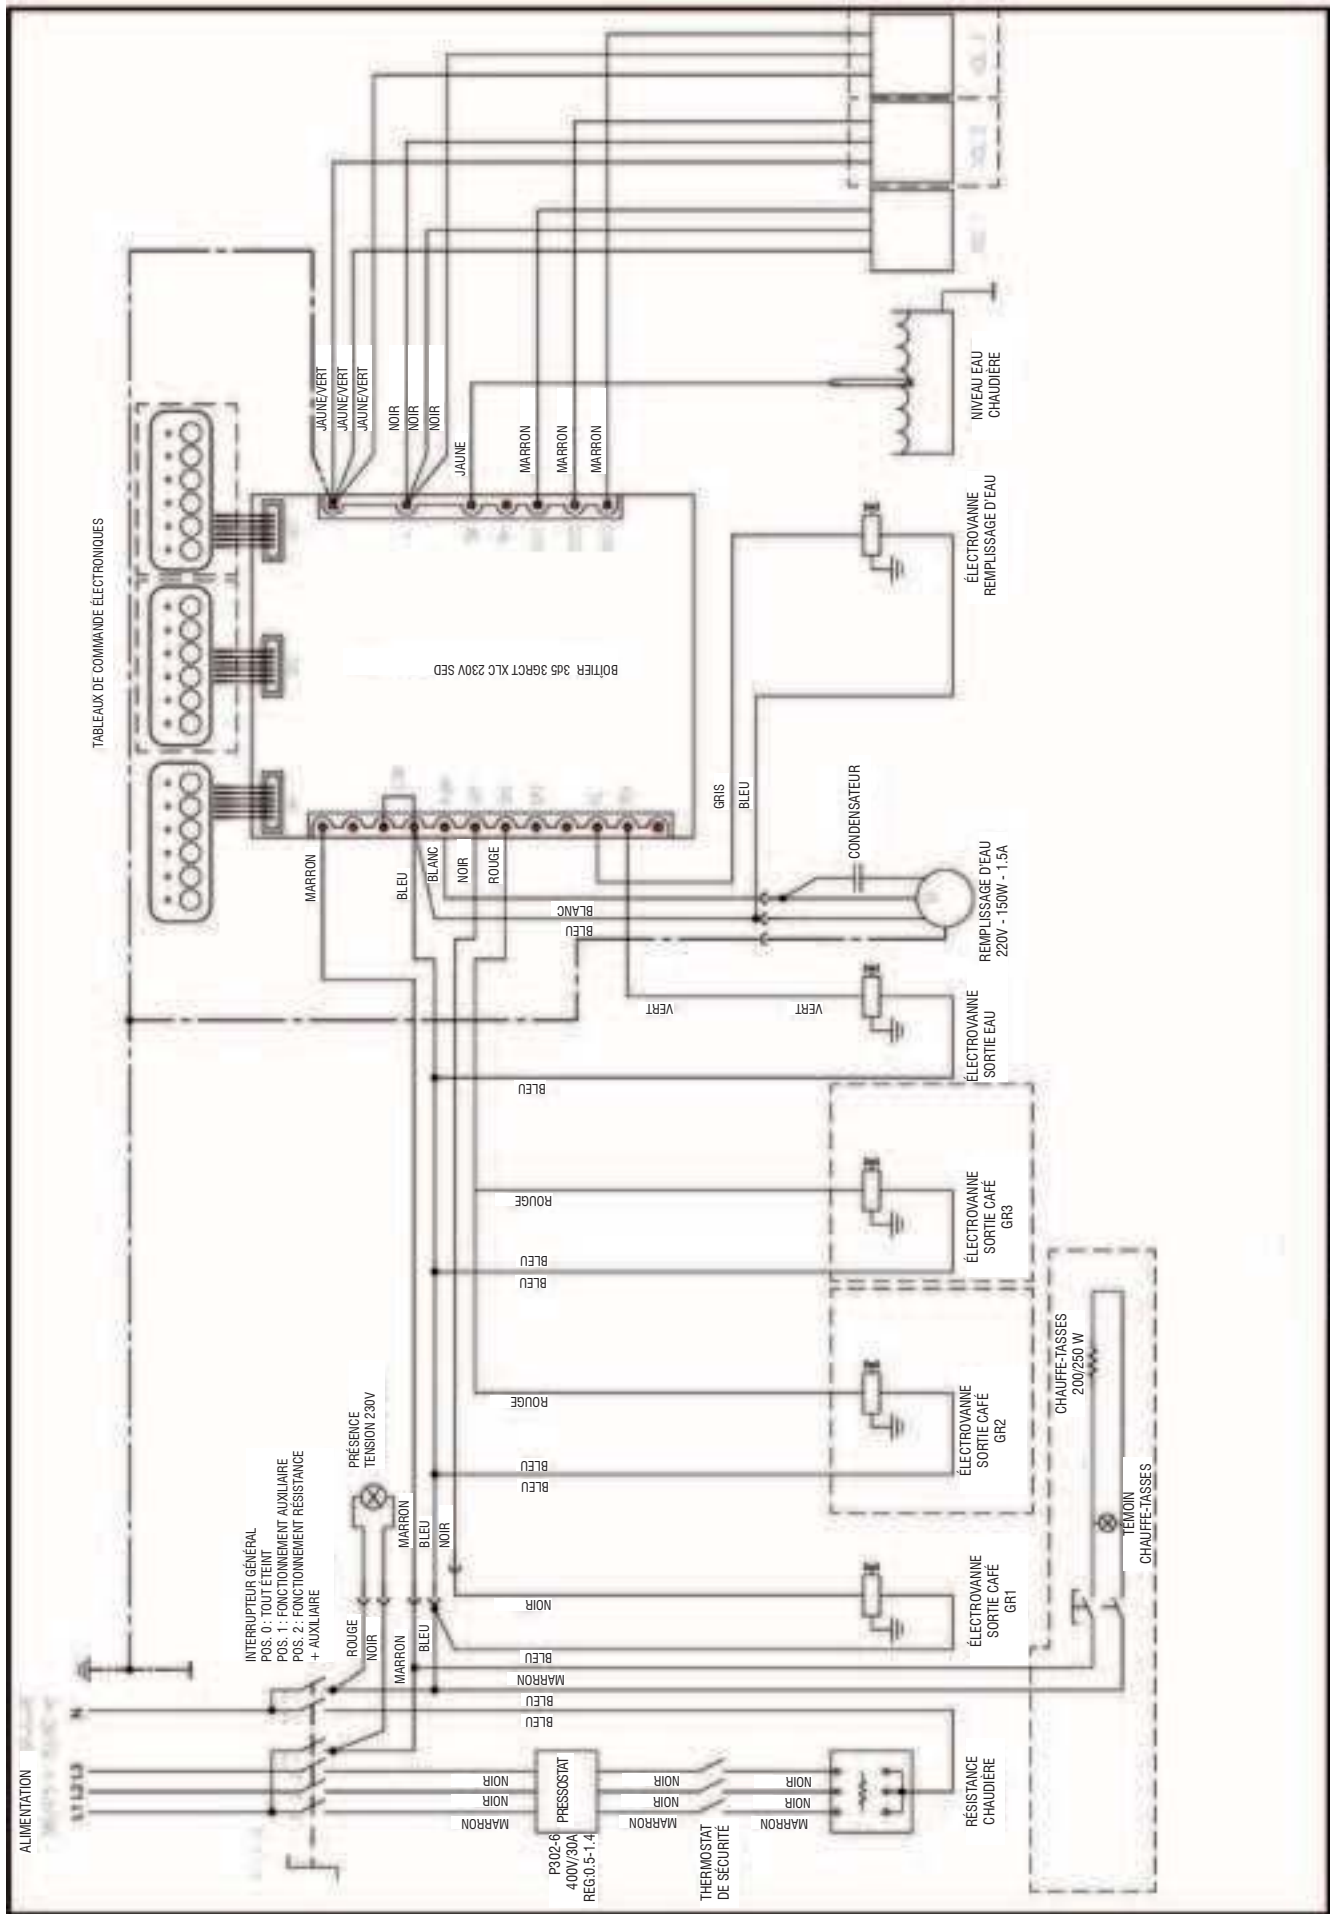 TABLEAUX DE COMMANDE ÉLECTRONIQUES
JAUNE/VERT
JAUNE/VERT
JAUNE/VERT
NOIR
NOIR
NOIR
JAUNE
MARRON
MARRON
MARRON
NIVEAU EAU
CHAUDIÈRE
BOÎTIER 3d5 3GRCT XLC 230V SED
ÉLECTROVANNE
REMPLISSAGE D'EAU
GRIS
BLEU
CONDENSATEUR
REMPLISSAGE D'EAU
220V - 150W - 1.5A
MARRON
BLEU
BLANC
NOIR
ROUGE
BLANC
BLEU
VERT
VERT
ÉLECTROVANNE
SORTIE EAU
BLEU
ROUGE
BLEU
BLEU
ÉLECTROVANNE
SORTIE CAFÉ
GR3
ROUGE
BLEU
BLEU
ÉLECTROVANNE
SORTIE CAFÉ
GR2
CHAUFFE-TASSES
200/250 W
TÉMOIN
CHAUFFE-TASSES
PRÉSENCE
TENSION 230V
MARRON
BLEU
NOIR
INTERRUPTEUR GÉNÉRAL
POS. 0 : TOUT ÉTEINT
POS. 1 : FONCTIONNEMENT AUXILIAIRE
POS. 2 : FONCTIONNEMENT RÉSISTANCE
+ AUXILIAIRE
ROUGE
NOIR
MARRON
BLEU
NOIR
BLEU
MARRON
BLEU
BLEU
ÉLECTROVANNE
SORTIE CAFÉ
GR1
ALIMENTATION
N
L1 L2 L3
NOIR
NOIR
MARRON
PRESSOSTAT
P302-6
400V/30A
REG:0.5-1.4
NOIR
NOIR
MARRON
THERMOSTAT
DE SÉCURITÉ
NOIR
NOIR
MARRON
RÉSISTANCE
CHAUDIÈRE